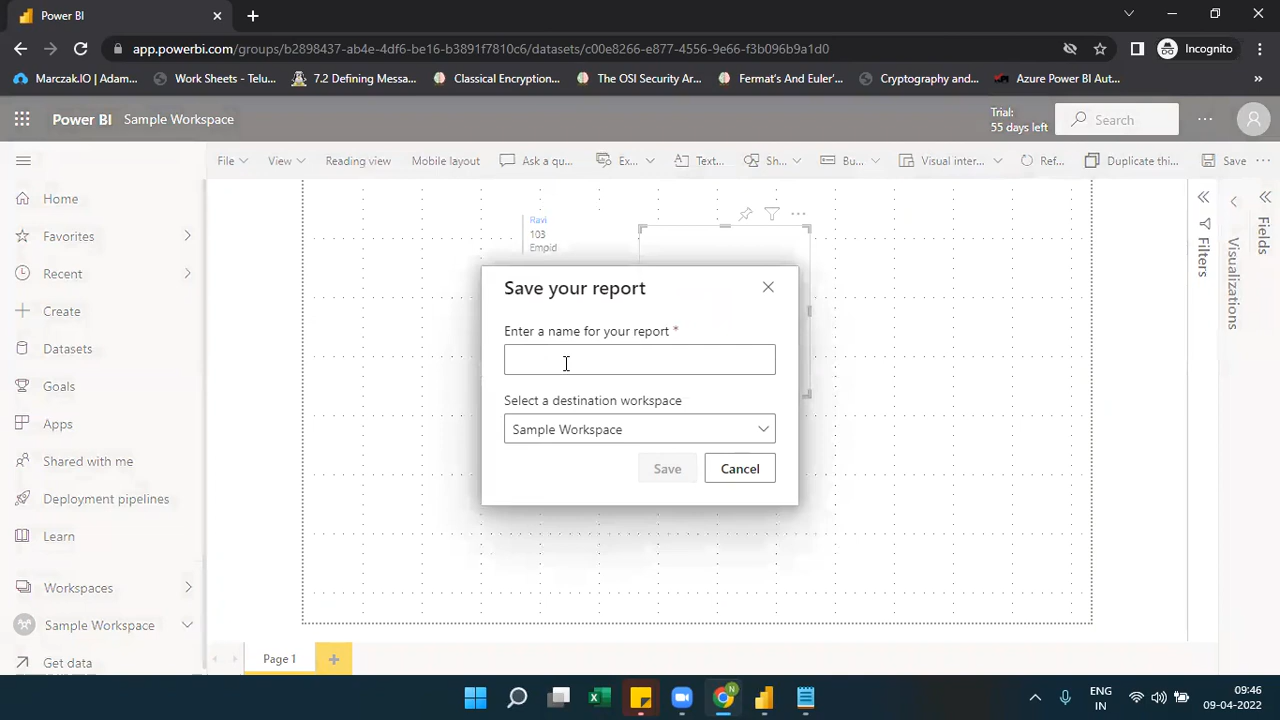 Power BI
app.powerbi.com/groups/b2898437-ab4e-4df6-be16-b3891f7810c6/datasets/c00e8266-e877-4556-9e66-f3b096b9a1d0
Incognito
Marczak.IO | Adam...
Work Sheets - Telu...
7.2 Defining Messa...
Classical Encryption...
The OSI Security Ar...
Fermat's And Euler'...
Cryptography and...
Azure Power BI Aut...
»
Power BI
Sample Workspace
Trial:
55 days left
Search
File
View
Reading view
Mobile layout
Ask a qu...
Ex...
Text...
Sh...
Bu...
Visual inter...
Ref...
Duplicate thi...
Save
Home
Favorites
Recent
Create
Datasets
Goals
Apps
Shared with me
Deployment pipelines
Learn
Workspaces
Sample Workspace
Get data
Ravi
103
Empid
Save your report
Enter a name for your report *
Select a destination workspace
Sample Workspace
Save
Cancel
Filters
Visualizations
Fields
Page 1
ENG
IN
09:46
09-04-2022